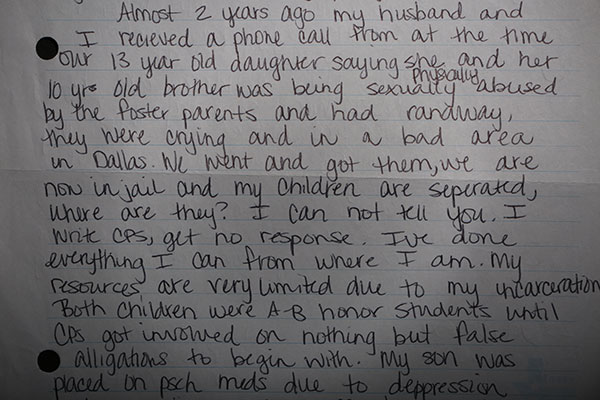 Almost 2 years ago my husband and
I recieved a phone call from at the time
our 13 year old daughter saying she and her
10 yrs old brother was being sexually physically abused
by the foster parents and had ranaway,
they were crying and in a bad area
in Dallas. We went and got them, we are
now in jail and my children are seperated,
where are they? I can not tell you. I
write CPS, get no response. I've done
everything I can from where I am. My
resources are very limited due to my incarceration
Both children were A-B honor students until
CPS got involved on nothing but false
alligations to begin with. My son was
placed on psch meds due to deppression